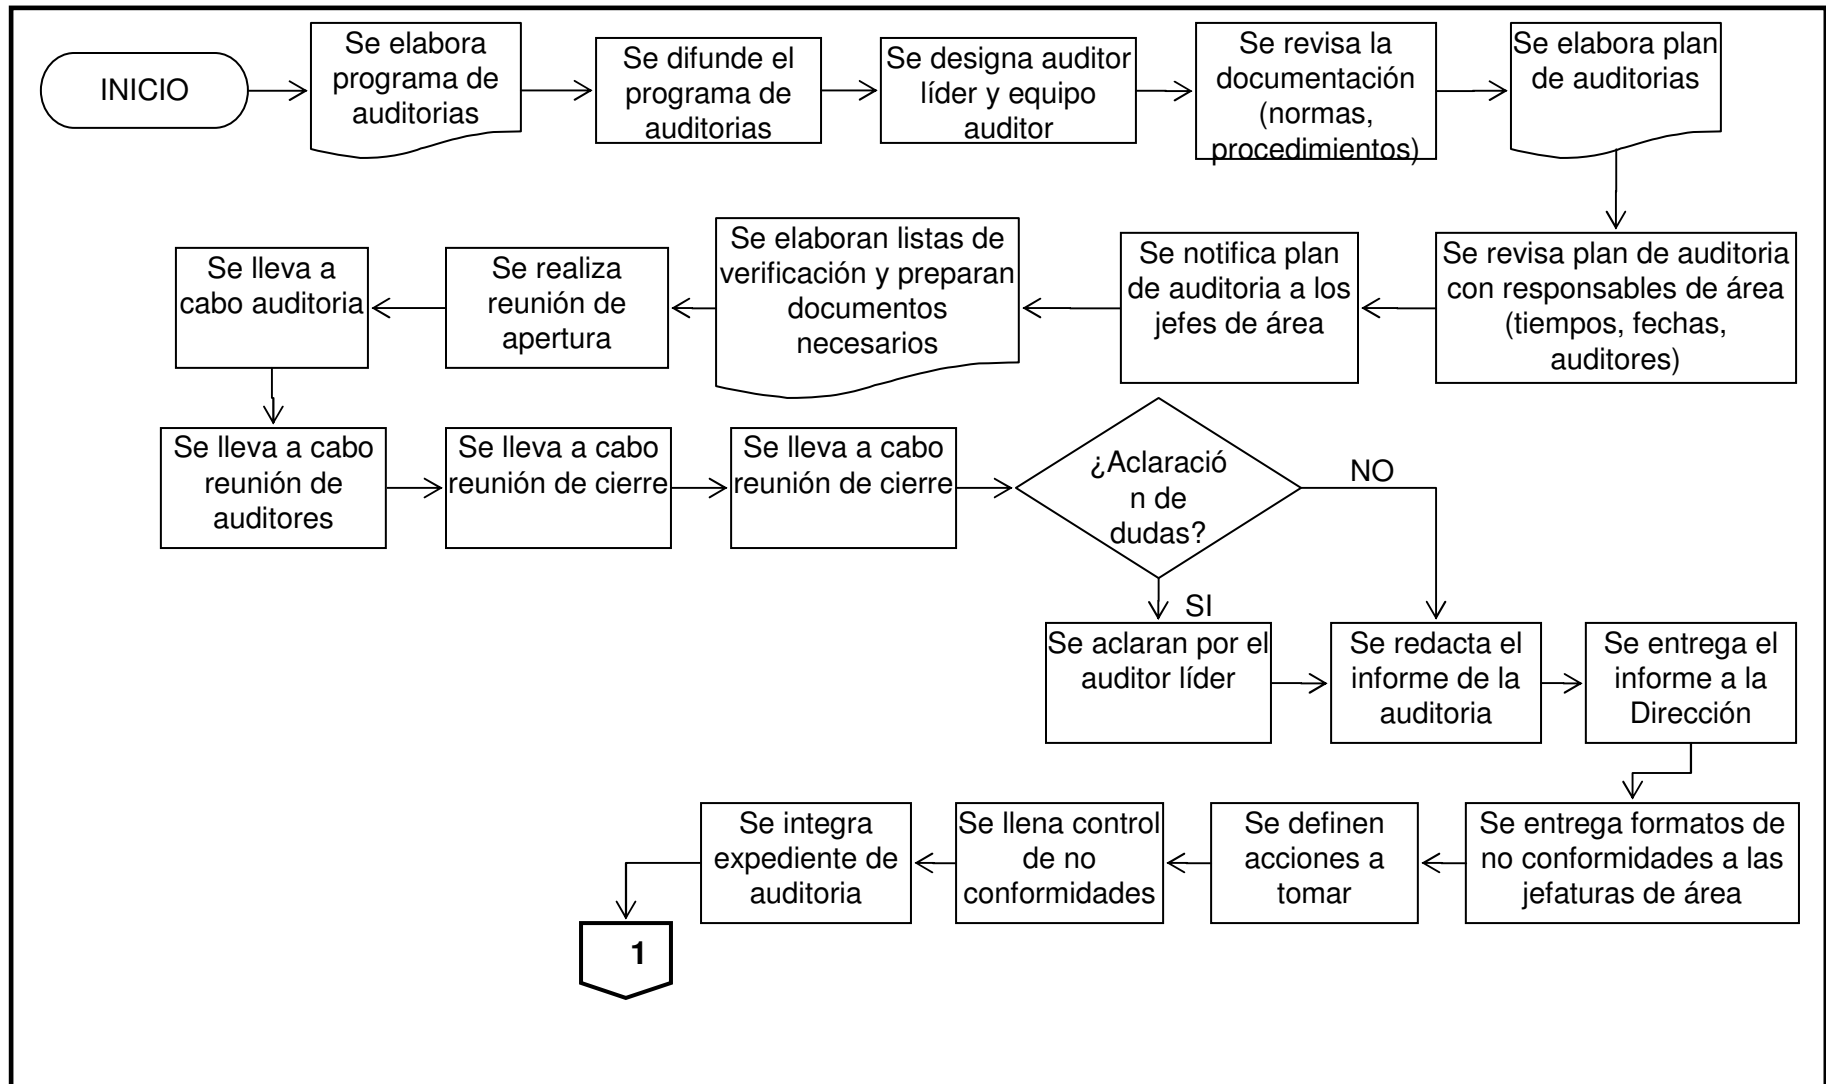 INICIO
Se elabora
programa de
auditorias
Se difunde el
programa de
auditorias
Se designa auditor
líder y equipo
auditor
Se revisa la
documentación
(normas,
procedimientos)
Se elabora plan
de auditorias
Se revisa plan de auditoria
con responsables de área
(tiempos, fechas,
auditores)
Se notifica plan
de auditoria a los
jefes de área
Se elaboran listas de
verificación y preparan
documentos
necesarios
Se realiza
reunión de
apertura
Se lleva a
cabo auditoria
Se lleva a cabo
reunión de
auditores
Se lleva a cabo
reunión de cierre
Se lleva a cabo
reunión de cierre
¿Aclaració
n de
dudas?
NO
SI
Se aclaran por el
auditor líder
Se redacta el
informe de la
auditoria
Se entrega el
informe a la
Dirección
Se entrega formatos de
no conformidades a las
jefaturas de área
Se definen
acciones a
tomar
Se llena control
de no
conformidades
Se integra
expediente de
auditoria
1